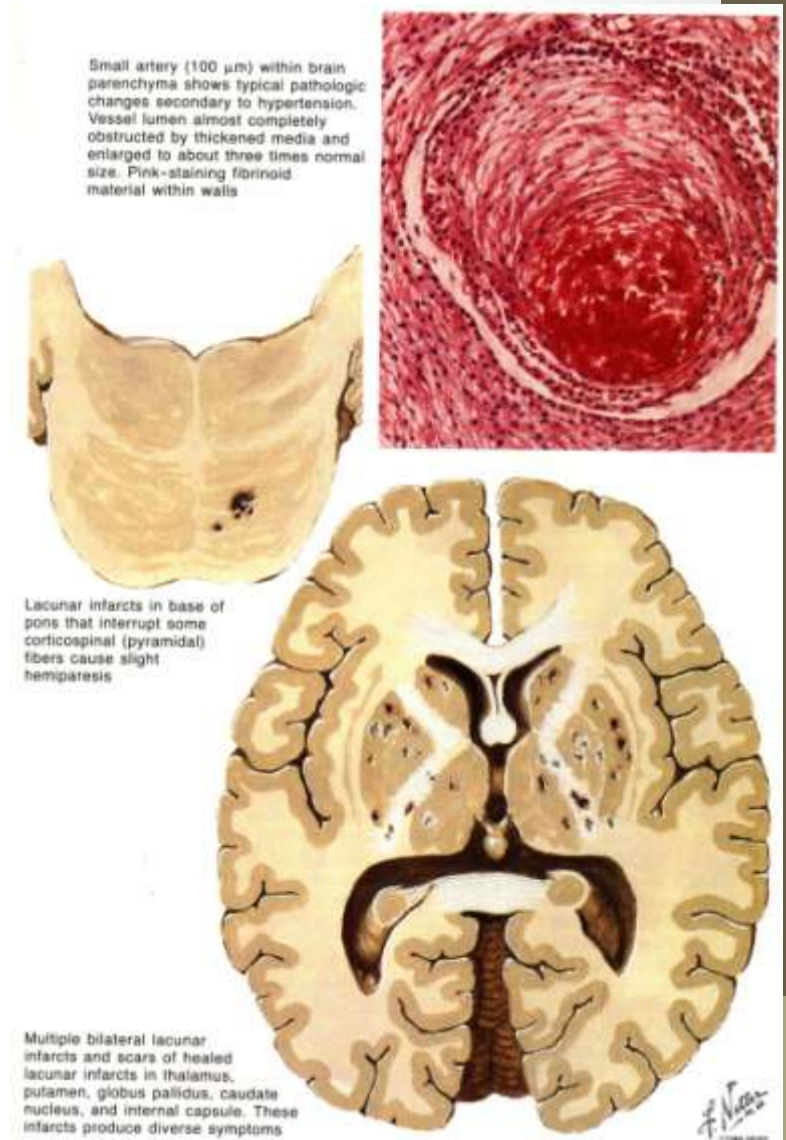 Small artery (100 µm) within brain
parenchyma shows typical pathologic
changes secondary to hypertension.
Vessel lumen almost completely
obstructed by thickened media and
enlarged to about three times normal
size. Pink-staining fibrinoid
material within walls
Lacunar infarcts in base of
pons that interrupt some
corticospinal (pyramidal)
fibers cause slight
hemiparesis
Multiple bilateral lacunar
infarcts and scars of healed
lacunar infarcts in thalamus,
putamen, globus pallidus, caudate
nucleus, and internal capsule. These
infarcts produce diverse symptoms
F. Netter